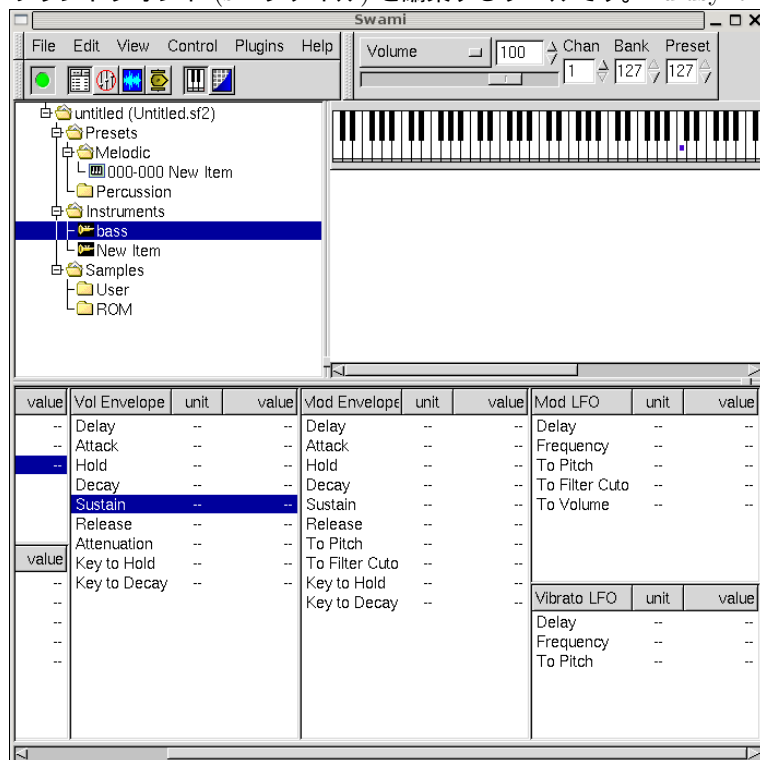 Swami
File Edit View Control Plugins Help
Volume 100 Chan Bank Preset
1 127 127
untitled (Untitled.sf2)
Presets
Melodic
000-000 New Item
Percussion
Instruments
bass
New Item
Samples
User
ROM
value
--
--
--
value
--
--
--
--
--
Vol Envelope unit value
Delay -- --
Attack -- --
Hold -- --
Decay -- --
Sustain -- --
Release -- --
Attenuation -- --
Key to Hold -- --
Key to Decay -- --
Mod Envelope unit value
Delay -- --
Attack -- --
Hold -- --
Decay -- --
Sustain -- --
Release -- --
To Pitch -- --
To Filter Cuto -- --
Key to Hold -- --
Key to Decay -- --
Mod LFO unit value
Delay -- --
Frequency -- --
To Pitch -- --
To Filter Cuto -- --
To Volume -- --
Vibrato LFO unit value
Delay -- --
Frequency -- --
To Pitch -- --